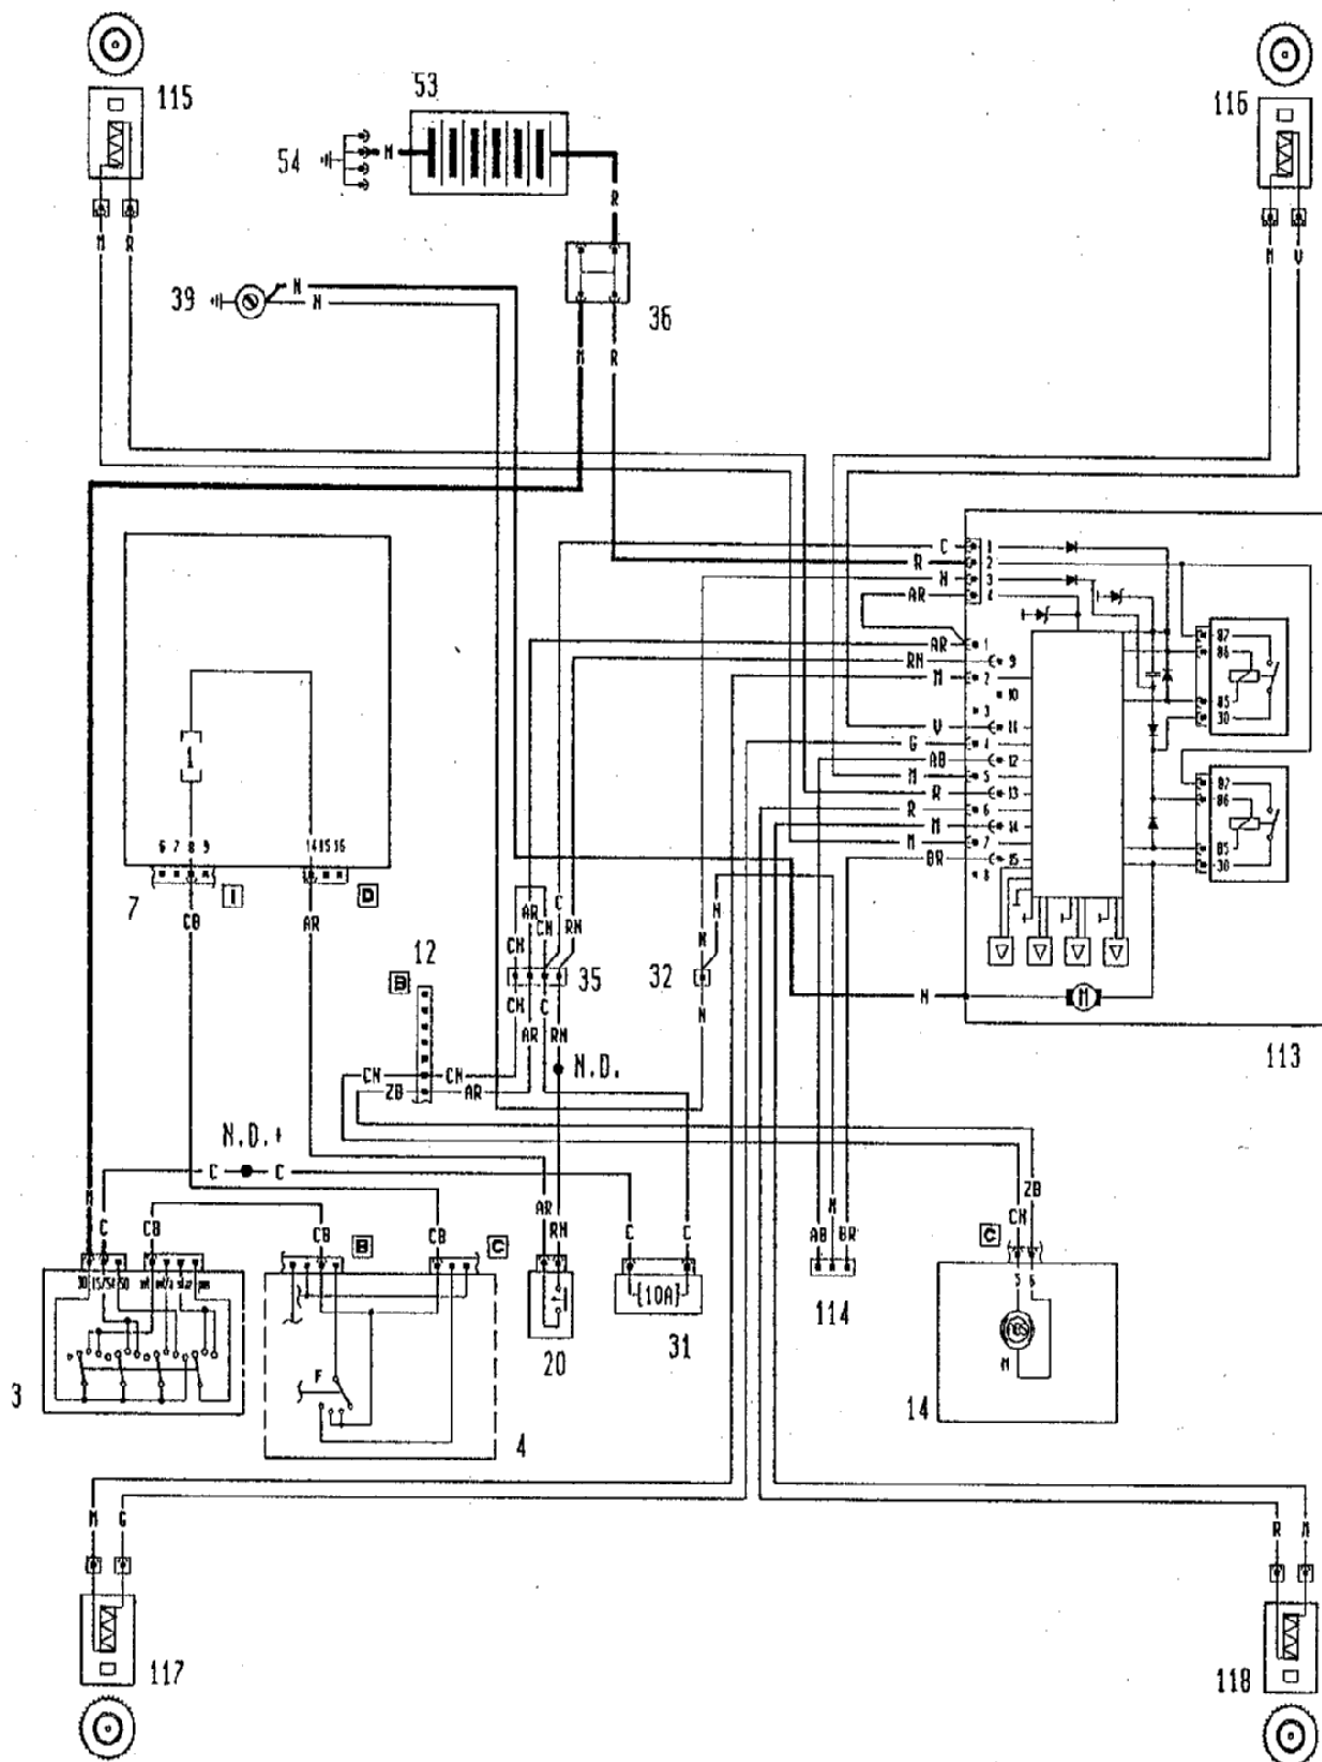 115
53
116
54
M
R
M
R
M
V
39
N
N
36
M
R
C
1
R
2
N
3
AR
4
AR
1
RN
9
M
2
10
3
V
11
G
4
AB
12
M
5
R
13
R
6
M
14
M
7
BR
15
8
87
86
85
30
87
86
85
30
6 7 8 9
14 15 16
7
I
D
CB
AR
12
B
AR
C
CN
CN
RN
35
32
N
N
CN
C
AR
RN
N
M
113
N.D.
CN
CN
ZB
AR
N.D.+
C
C
M
C
CB
CB
CB
B
C
AR
RN
C
C
AB
N
BR
ZB
CN
C
30
15/54
50
int
int/a
park
5
6
{10A}
3
F
4
20
31
114
ABS
N
14
M
G
R
M
117
118